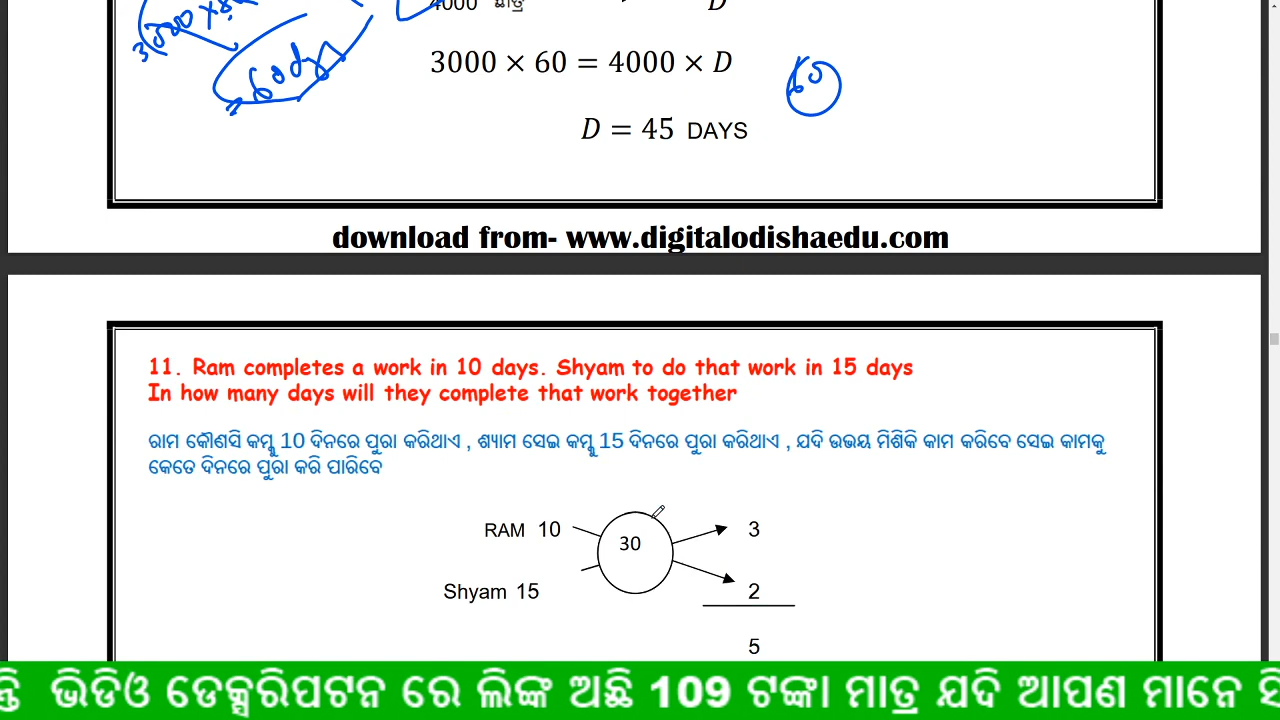 4000 ଛାତ୍ର D
3000 × 60 = 4000 × D
60
D = 45 DAYS
download from- www.digitalodishaedu.com
11. Ram completes a work in 10 days. Shyam to do that work in 15 days
In how many days will they complete that work together
ରାମ କୌଣସି କମ୍କୁ 10 ଦିନରେ ପୁରା କରିଥାଏ , ଶ୍ୟାମ ସେଇ କମ୍କୁ 15 ଦିନରେ ପୁରା କରିଥାଏ , ଯଦି ଉଭୟ ମିଶିକି କାମ କରିବେ ସେଇ କାମକୁ
କେତେ ଦିନରେ ପୁରା କରି ପାରିବେ
RAM 10 30 3
Shyam 15 2
5
ନ୍ତି ଭିଡିଓ ଡେସ୍କ୍ରିପଟନ ରେ ଲିଙ୍କ ଅଛି 109 ଟଙ୍କା ମାତ୍ର ଯଦି ଆପଣ ମାନେ ସି